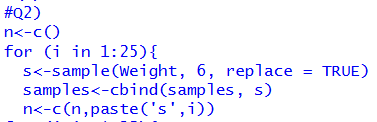 #Q2)
n<-c()
for (i in 1:25){
  s<-sample(Weight, 6, replace = TRUE)
  samples<-cbind(samples, s)
  n<-c(n,paste('s',i))